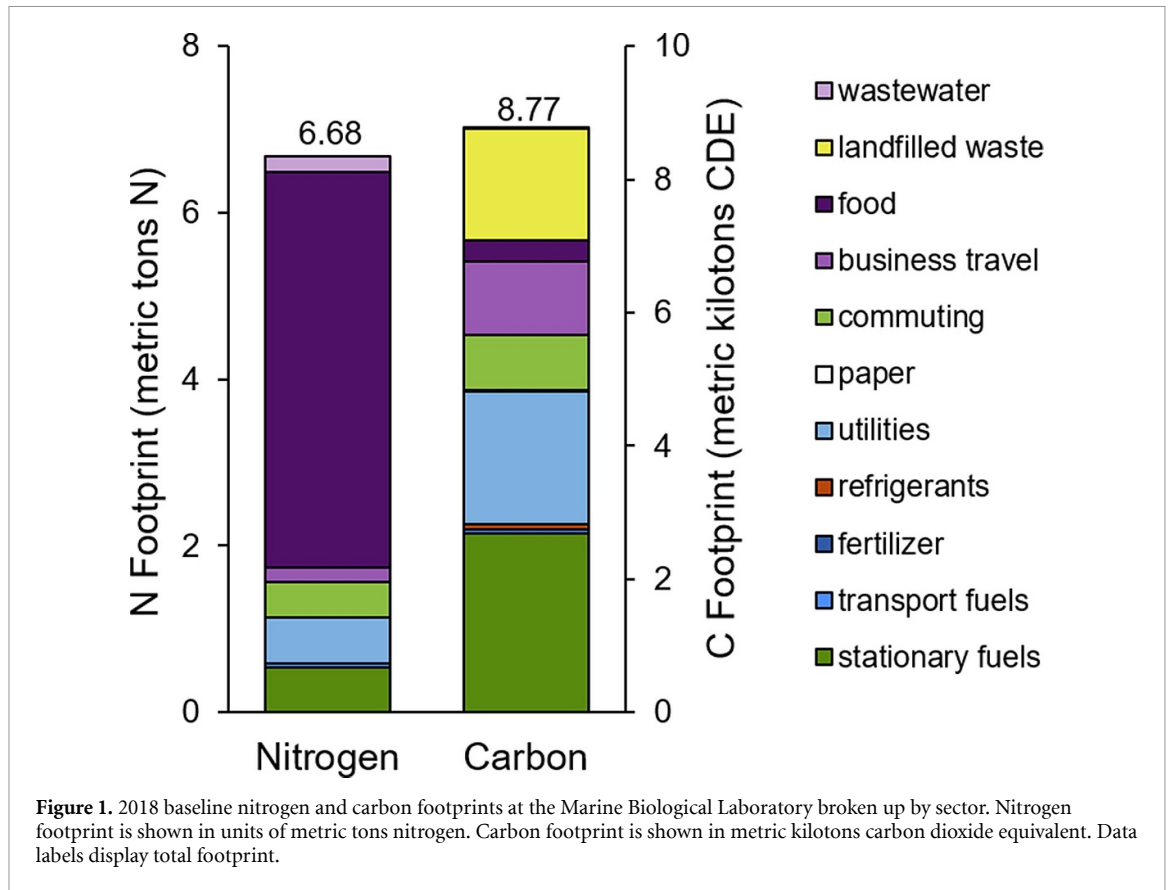 8
6
4
2
0
N Footprint (metric tons N)
6.68
8.77
Nitrogen
Carbon
10
8
6
4
2
0
C Footprint (metric kilotons CDE)
wastewater
landfilled waste
food
business travel
commuting
paper
utilities
refrigerants
fertilizer
transport fuels
stationary fuels
Figure 1. 2018 baseline nitrogen and carbon footprints at the Marine Biological Laboratory broken up by sector. Nitrogen
footprint is shown in units of metric tons nitrogen. Carbon footprint is shown in metric kilotons carbon dioxide equivalent. Data
labels display total footprint.